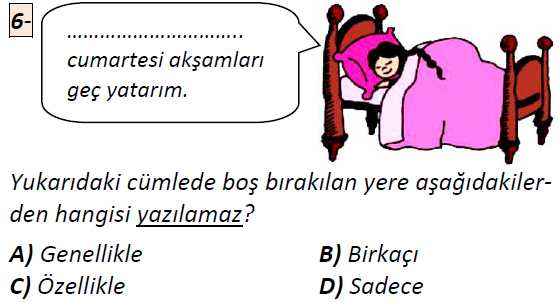 6-
................................
cumartesi akşamları
geç yatarım.
Yukarıdaki cümlede boş bırakılan yere aşağıdakiler-
den hangisi yazılamaz?
A) Genellikle B) Birkaçı
C) Özellikle D) Sadece